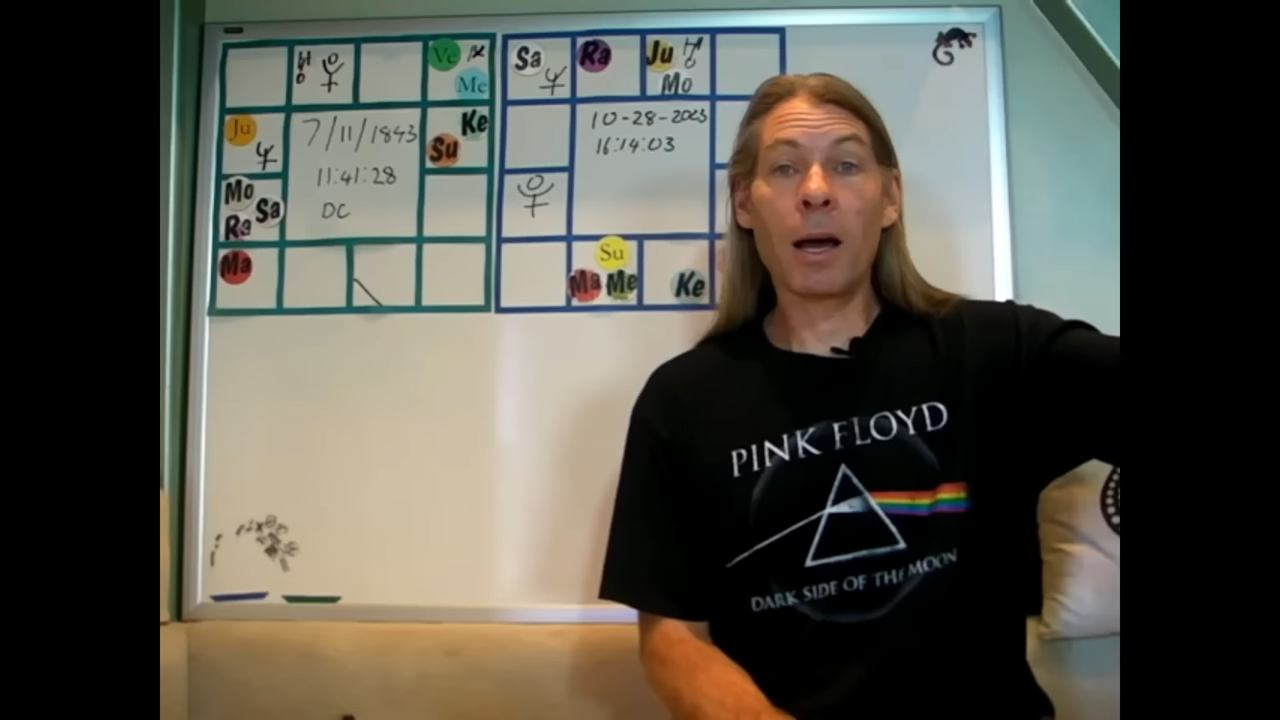 Ve
Me
Ju
7/11/1843
11:41:28
DC
Ke
Su
Mo
Sa
Ra
Ma
Sa
Ra
Ju
Mo
10-28-2023
16:14:03
Su
Ma Me
Ke
PINK FLOYD
DARK SIDE OF THE MOON